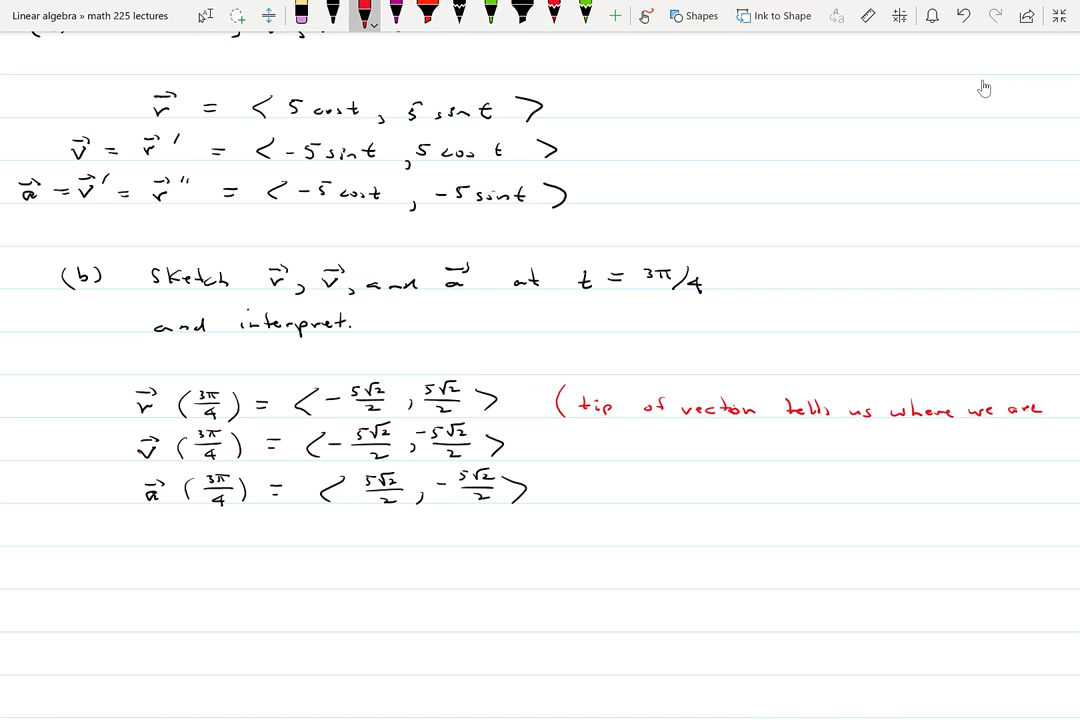 Linear algebra » math 225 lectures
Shapes
Ink to Shape
r⃗ = < 5 cos t , 5 sin t >
v⃗ = r⃗ ′ = < -5 sin t , 5 cos t >
a⃗ = v⃗ ′ = r⃗ ″ = < -5 cos t , -5 sin t >
(b) Sketch r⃗, v⃗, and a⃗ at t = 3π/4
and interpret.
r⃗ (3π/4) = < - 5√2/2 , 5√2/2 > (tip of vector tells us where we are
v⃗ (3π/4) = < - 5√2/2 , -5√2/2 >
a⃗ (3π/4) = < 5√2/2 , - 5√2/2 >